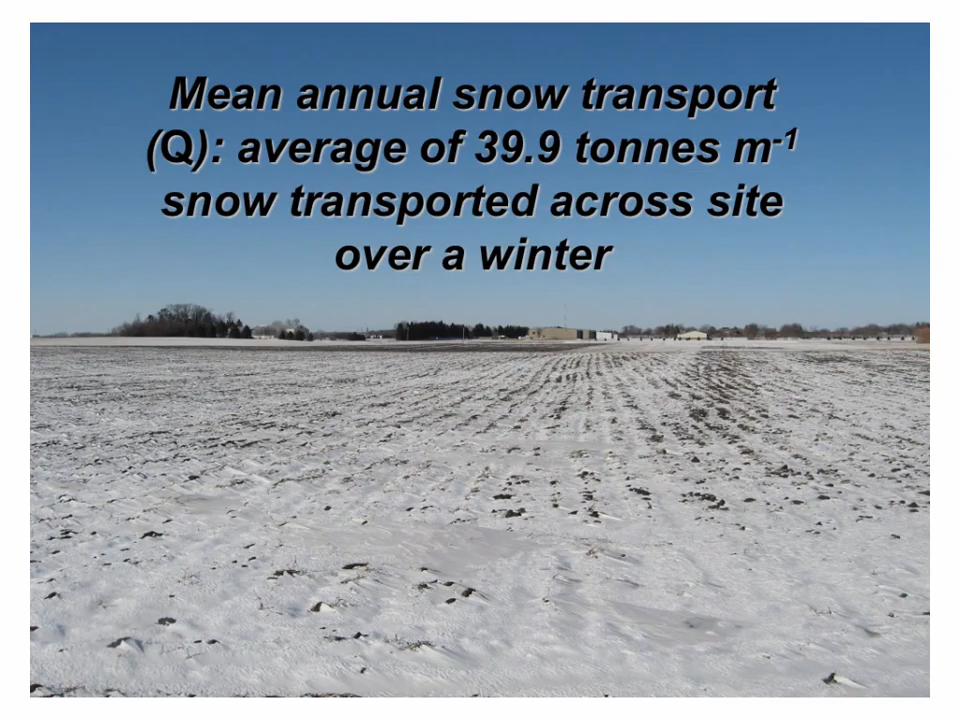 Mean annual snow transport
(Q): average of 39.9 tonnes m⁻¹
snow transported across site
over a winter